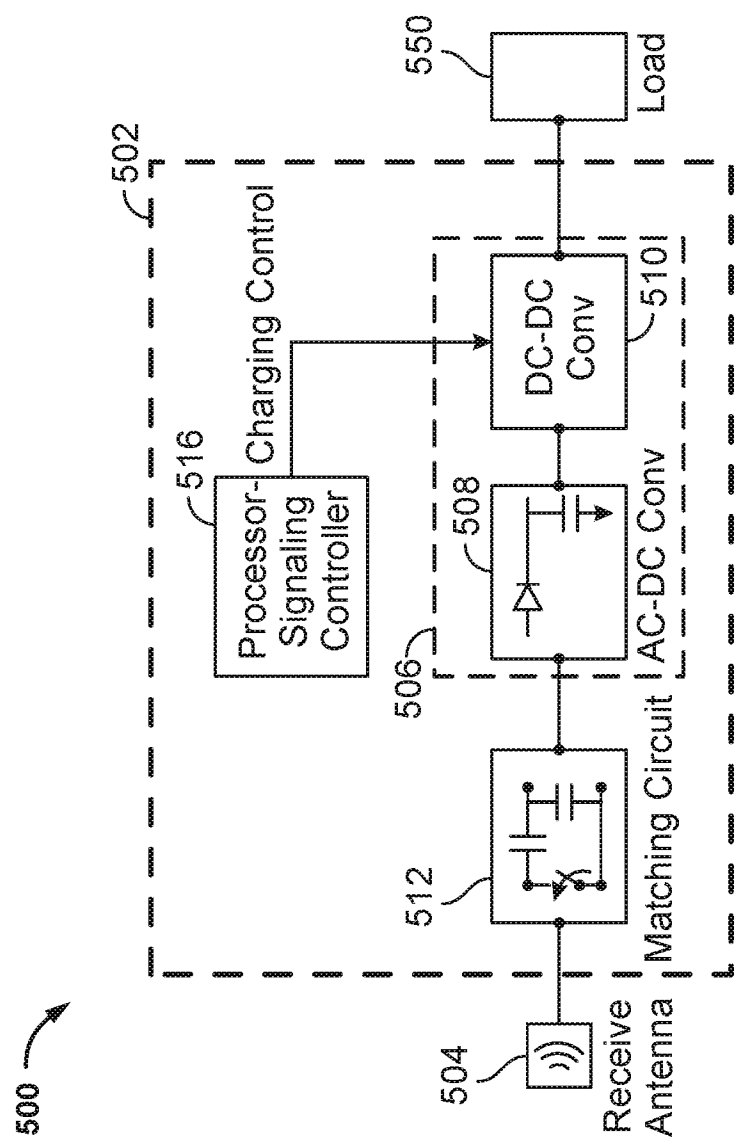 500
502
516
Processor-
Signaling
Controller
Charging Control
550
Load
506
508
AC-DC Conv
DC-DC
Conv
510
512
Matching Circuit
504
Receive
Antenna